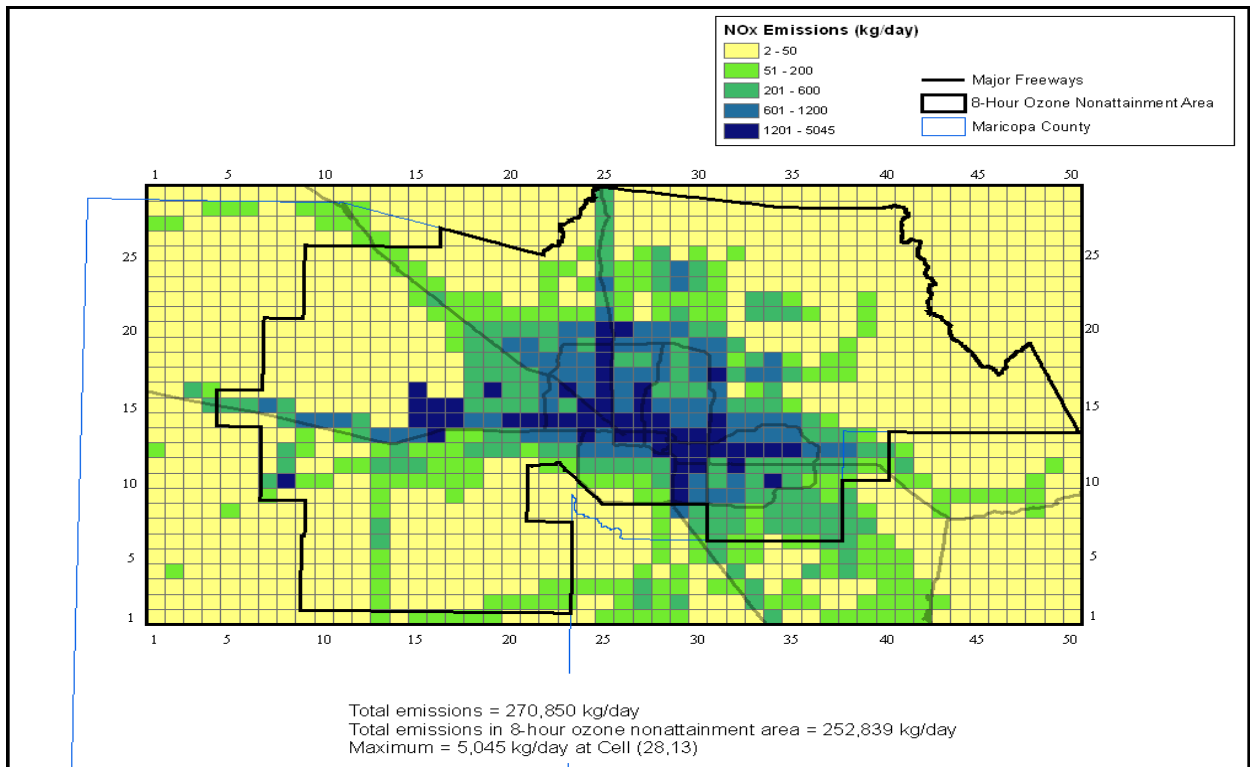 NOx Emissions (kg/day)
2 - 50
51 - 200
201 - 600
601 - 1200
1201 - 5045
Major Freeways
8-Hour Ozone Nonattainment Area
Maricopa County
1 5 10 15 20 25 30 35 40 45 50
25 25
20 20
15 15
10 10
5 5
1 1
1 5 10 15 20 25 30 35 40 45 50
Total emissions = 270,850 kg/day
Total emissions in 8-hour ozone nonattainment area = 252,839 kg/day
Maximum = 5,045 kg/day at Cell (28,13)